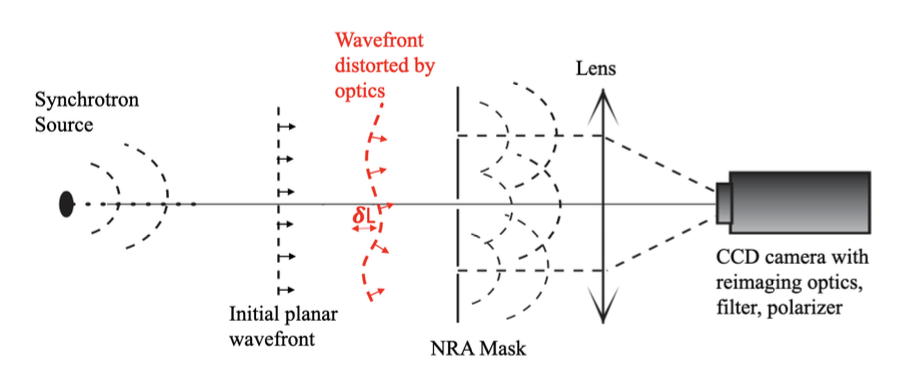 Synchrotron
Source
Initial planar
wavefront
Wavefront
distorted by
optics
δL
NRA Mask
Lens
CCD camera with
reimaging optics,
filter, polarizer